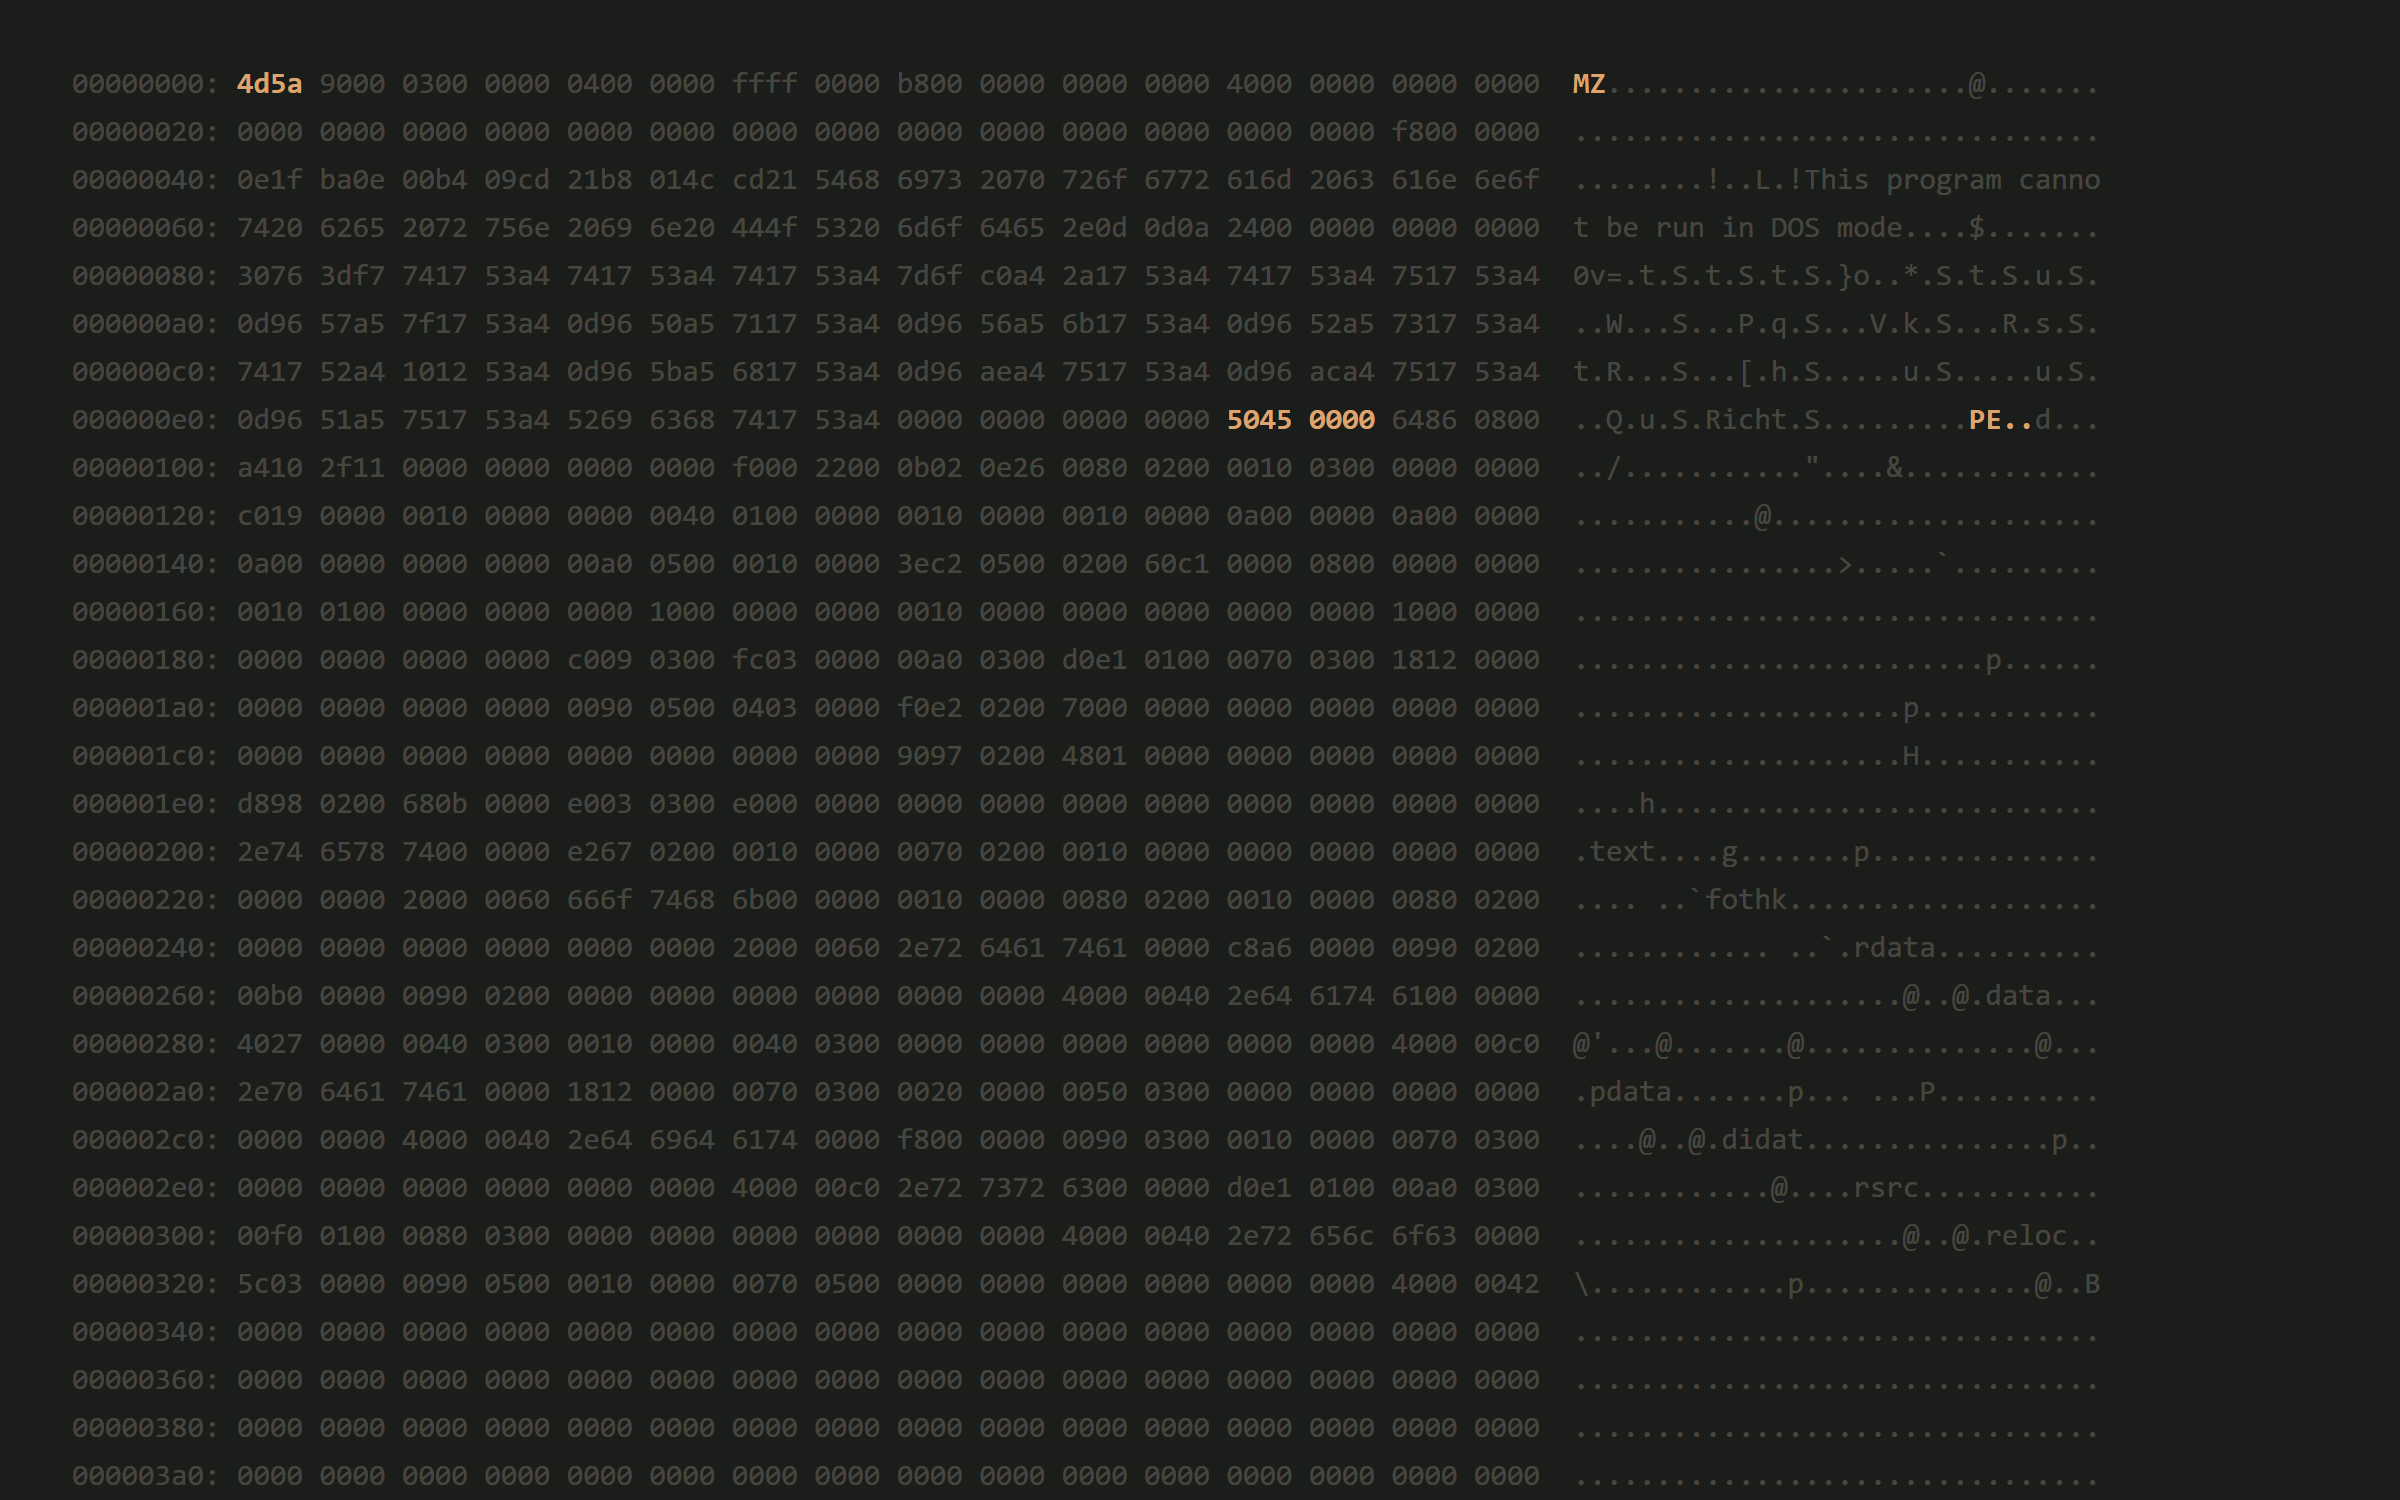 00000000: 4d5a 9000 0300 0000 0400 0000 ffff 0000 b800 0000 0000 0000 4000 0000 0000 0000  MZ......................@.......
00000020: 0000 0000 0000 0000 0000 0000 0000 0000 0000 0000 0000 0000 0000 0000 f800 0000  ................................
00000040: 0e1f ba0e 00b4 09cd 21b8 014c cd21 5468 6973 2070 726f 6772 616d 2063 616e 6e6f  ........!..L.!This program canno
00000060: 7420 6265 2072 756e 2069 6e20 444f 5320 6d6f 6465 2e0d 0d0a 2400 0000 0000 0000  t be run in DOS mode....$.......
00000080: 3076 3df7 7417 53a4 7417 53a4 7417 53a4 7d6f c0a4 2a17 53a4 7417 53a4 7517 53a4  0v=.t.S.t.S.t.S.}o..*.S.t.S.u.S.
000000a0: 0d96 57a5 7f17 53a4 0d96 50a5 7117 53a4 0d96 56a5 6b17 53a4 0d96 52a5 7317 53a4  ..W...S...P.q.S...V.k.S...R.s.S.
000000c0: 7417 52a4 1012 53a4 0d96 5ba5 6817 53a4 0d96 aea4 7517 53a4 0d96 aca4 7517 53a4  t.R...S...[.h.S.....u.S.....u.S.
000000e0: 0d96 51a5 7517 53a4 5269 6368 7417 53a4 0000 0000 0000 0000 5045 0000 6486 0800  ..Q.u.S.Richt.S.........PE..d...
00000100: a410 2f11 0000 0000 0000 0000 f000 2200 0b02 0e26 0080 0200 0010 0300 0000 0000  ../..........."....&............
00000120: c019 0000 0010 0000 0000 0040 0100 0000 0010 0000 0010 0000 0a00 0000 0a00 0000  ...........@....................
00000140: 0a00 0000 0000 0000 00a0 0500 0010 0000 3ec2 0500 0200 60c1 0000 0800 0000 0000  ................>.....`.........
00000160: 0010 0100 0000 0000 0000 1000 0000 0000 0010 0000 0000 0000 0000 0000 1000 0000  ................................
00000180: 0000 0000 0000 0000 c009 0300 fc03 0000 00a0 0300 d0e1 0100 0070 0300 1812 0000  .........................p......
000001a0: 0000 0000 0000 0000 0090 0500 0403 0000 f0e2 0200 7000 0000 0000 0000 0000 0000  ....................p...........
000001c0: 0000 0000 0000 0000 0000 0000 0000 0000 9097 0200 4801 0000 0000 0000 0000 0000  ....................H...........
000001e0: d898 0200 680b 0000 e003 0300 e000 0000 0000 0000 0000 0000 0000 0000 0000 0000  ....h...........................
00000200: 2e74 6578 7400 0000 e267 0200 0010 0000 0070 0200 0010 0000 0000 0000 0000 0000  .text....g.......p..............
00000220: 0000 0000 2000 0060 666f 7468 6b00 0000 0010 0000 0080 0200 0010 0000 0080 0200  .... ..`fothk...................
00000240: 0000 0000 0000 0000 0000 0000 2000 0060 2e72 6461 7461 0000 c8a6 0000 0090 0200  ............ ..`.rdata..........
00000260: 00b0 0000 0090 0200 0000 0000 0000 0000 0000 0000 4000 0040 2e64 6174 6100 0000  ....................@..@.data...
00000280: 4027 0000 0040 0300 0010 0000 0040 0300 0000 0000 0000 0000 0000 0000 4000 00c0  @'...@.......@..............@...
000002a0: 2e70 6461 7461 0000 1812 0000 0070 0300 0020 0000 0050 0300 0000 0000 0000 0000  .pdata.......p... ...P..........
000002c0: 0000 0000 4000 0040 2e64 6964 6174 0000 f800 0000 0090 0300 0010 0000 0070 0300  ....@..@.didat...............p..
000002e0: 0000 0000 0000 0000 0000 0000 4000 00c0 2e72 7372 6300 0000 d0e1 0100 00a0 0300  ............@....rsrc...........
00000300: 00f0 0100 0080 0300 0000 0000 0000 0000 0000 0000 4000 0040 2e72 656c 6f63 0000  ....................@..@.reloc..
00000320: 5c03 0000 0090 0500 0010 0000 0070 0500 0000 0000 0000 0000 0000 0000 4000 0042  \............p..............@..B
00000340: 0000 0000 0000 0000 0000 0000 0000 0000 0000 0000 0000 0000 0000 0000 0000 0000  ................................
00000360: 0000 0000 0000 0000 0000 0000 0000 0000 0000 0000 0000 0000 0000 0000 0000 0000  ................................
00000380: 0000 0000 0000 0000 0000 0000 0000 0000 0000 0000 0000 0000 0000 0000 0000 0000  ................................
000003a0: 0000 0000 0000 0000 0000 0000 0000 0000 0000 0000 0000 0000 0000 0000 0000 0000  ................................